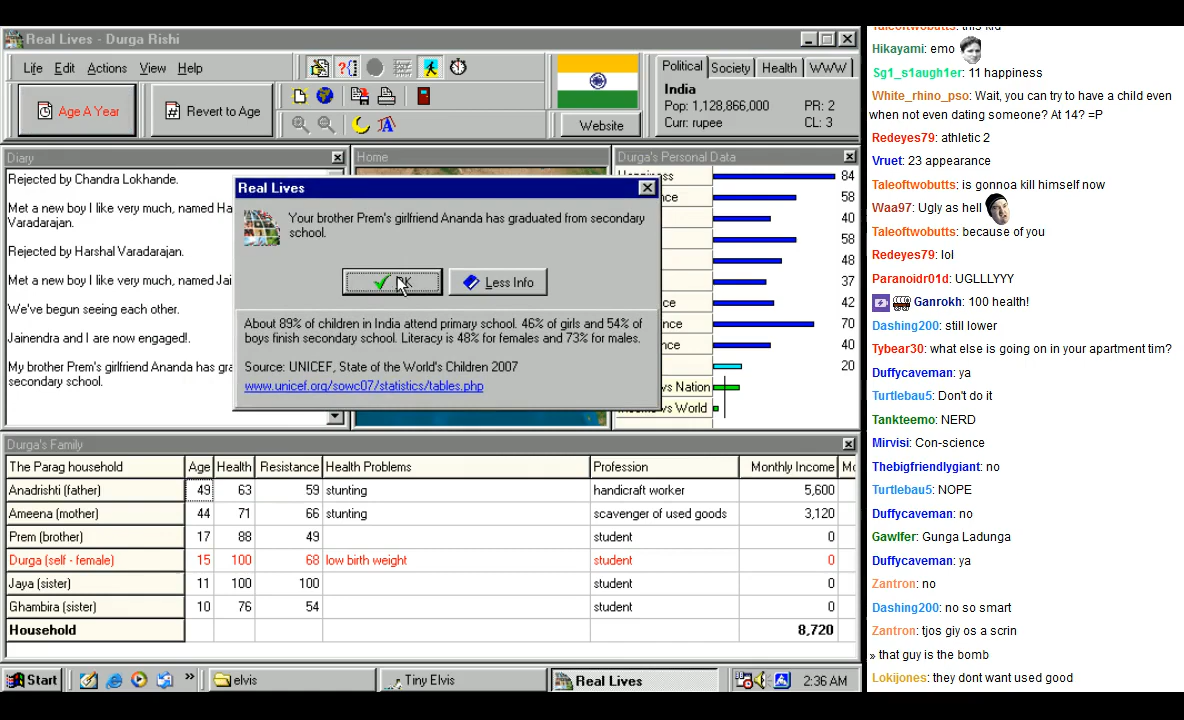 Real Lives - Durga Rishi
Life Edit Actions View Help
Age A Year
Revert to Age
Website
Political Society Health WWW
India
Pop: 1,128,866,000 PR: 2
Curr: rupee CL: 3
Diary
Rejected by Chandra Lokhande.
Met a new boy I like very much, named Ha
Varadarajan.
Rejected by Harshal Varadarajan.
Met a new boy I like very much, named Jai
We've begun seeing each other.
Jainendra and I are now engaged!
My brother Prem's girlfriend Ananda has gra
secondary school.
Home
Real Lives
Your brother Prem's girlfriend Ananda has graduated from secondary
school.
OK
Less Info
About 89% of children in India attend primary school. 46% of girls and 54% of
boys finish secondary school. Literacy is 48% for females and 73% for males.
Source: UNICEF, State of the World's Children 2007
www.unicef.org/sowc07/statistics/tables.php
Durga's Personal Data
84
nce 58
40
58
48
37
co 42
nce 70
ce 40
20
vs Nation
vs World
Durga's Family
The Parag household Age Health Resistance Health Problems Profession Monthly Income Mc
Anadrishti (father) 49 63 59 stunting handicraft worker 5,600
Ameena (mother) 44 71 66 stunting scavenger of used goods 3,120
Prem (brother) 17 88 49 student 0
Durga (self - female) 15 100 68 low birth weight student 0
Jaya (sister) 11 100 100 student 0
Ghambira (sister) 10 76 54 student 0
Household 8,720
Start
»
elvis
Tiny Elvis
Real Lives
2:36 AM
Taleoftwobutts: this kid
Hikayami: emo
Sg1_s1augh1er: 11 happiness
White_rhino_pso: Wait, you can try to have a child even
when not even dating someone? At 14? =P
Redeyes79: athletic 2
Vruet: 23 appearance
Taleoftwobutts: is gonnoa kill himself now
Waa97: Ugly as hell
Taleoftwobutts: because of you
Redeyes79: lol
Paranoidr01d: UGLLLYYY
Ganrokh: 100 health!
Dashing200: still lower
Tybear30: what else is going on in your apartment tim?
Duffycaveman: ya
Turtlebau5: Don't do it
Tankteemo: NERD
Mirvisi: Con-science
Thebigfriendlygiant: no
Turtlebau5: NOPE
Duffycaveman: no
Gawlfer: Gunga Ladunga
Duffycaveman: ya
Zantron: no
Dashing200: no so smart
Zantron: tjos giy os a scrin
» that guy is the bomb
Lokijones: they dont want used good